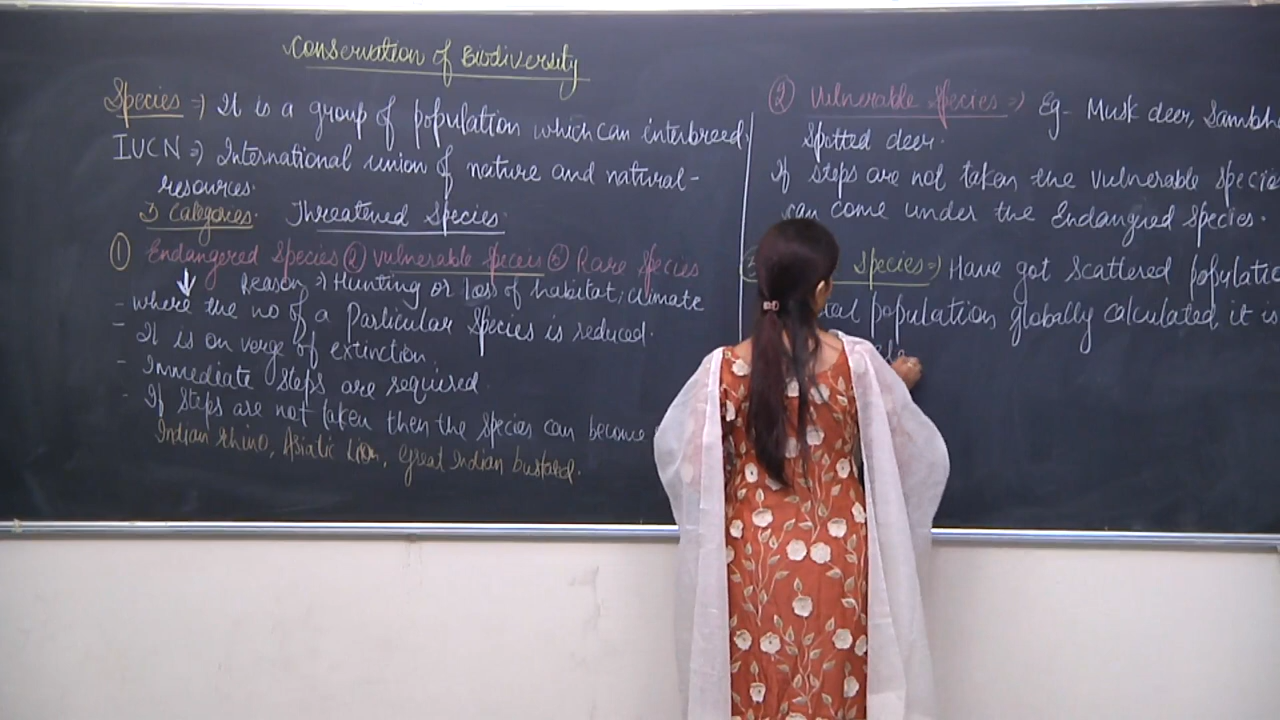 Conservation of Biodiversity
Species => It is a group of population which can interbreed.
IUCN => International union of nature and natural-
resources.
3 Categories. Threatened Species.
① Endangered Species ② Vulnerable speceis ③ Rare Species
Reason => Hunting or loss of habitat, climate
- where the no of a Particular Species is reduced.
- It is on verge of extinction.
- Immediate steps are required.
- If steps are not taken then the species can become
Indian rhino, Asiatic Lion, Great Indian bustard.
② Vulnerable Species => Eg- Musk deer,
Spotted deer.
If steps are not taken the vulnerable
can come under the Endangered Species.
Species => Have got scattered
population globally calculated it is